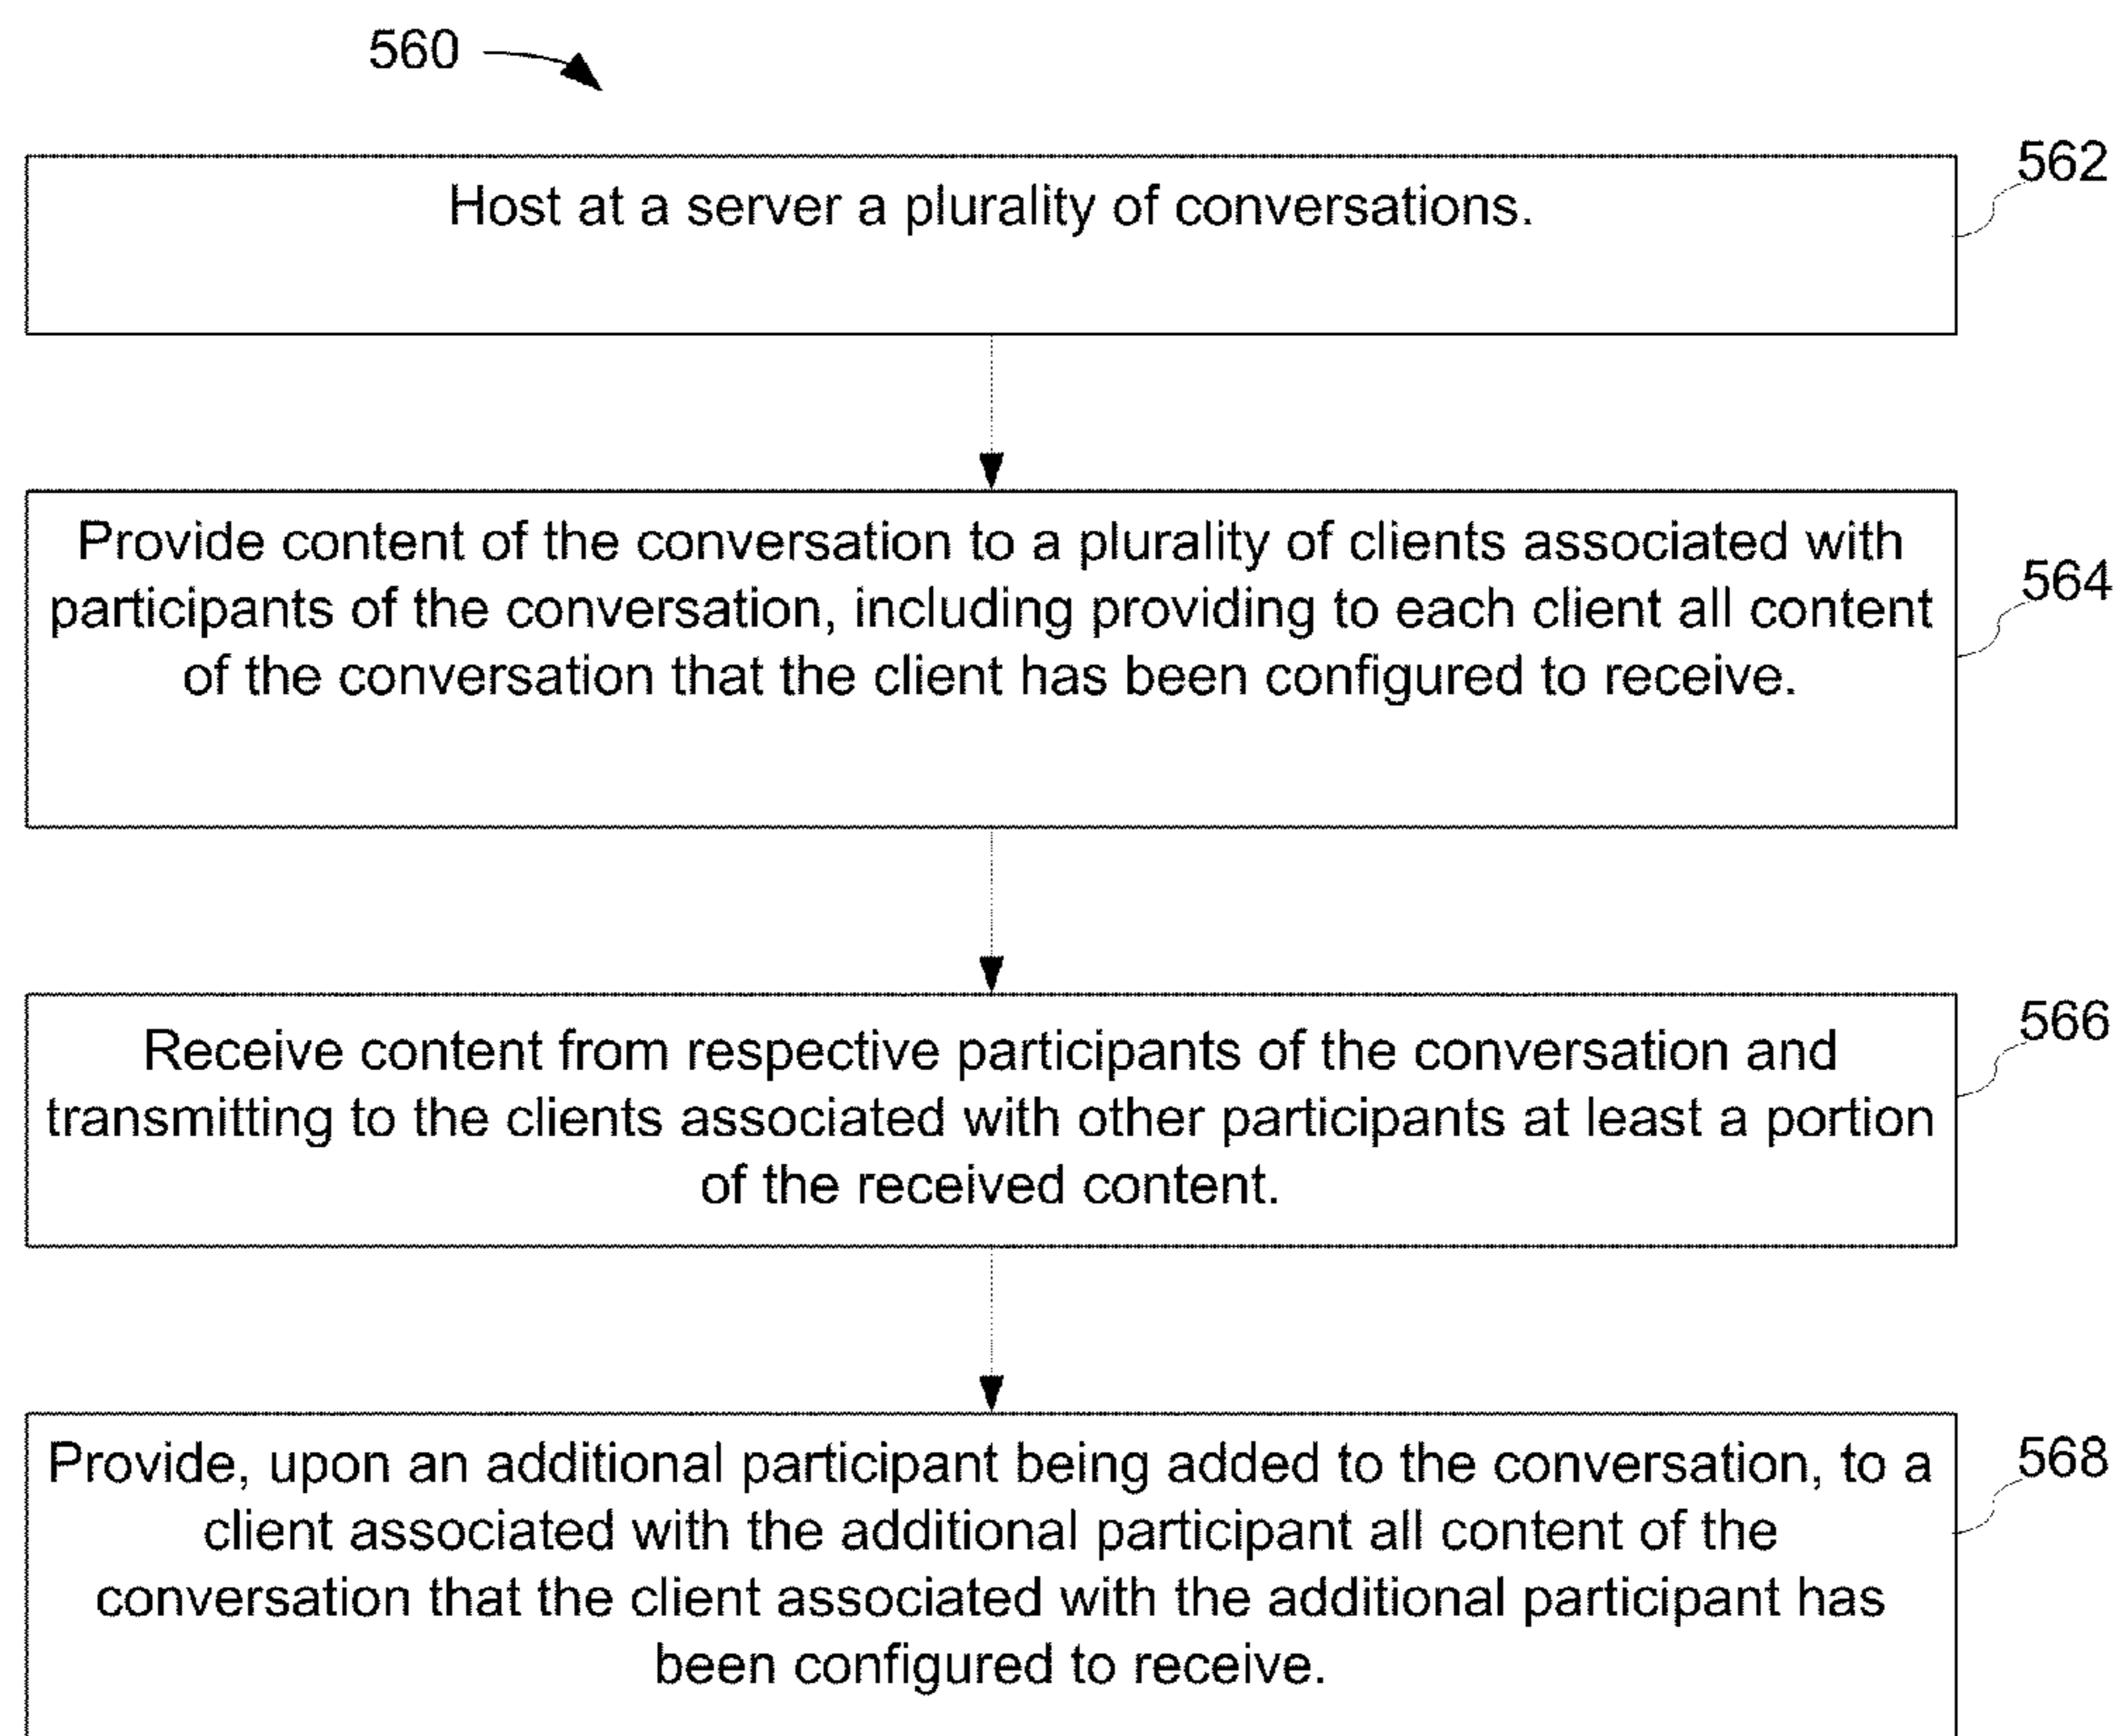 560
562
Host at a server a plurality of conversations.
564
Provide content of the conversation to a plurality of clients associated with
participants of the conversation, including providing to each client all content
of the conversation that the client has been configured to receive.
566
Receive content from respective participants of the conversation and
transmitting to the clients associated with other participants at least a portion
of the received content.
568
Provide, upon an additional participant being added to the conversation, to a
client associated with the additional participant all content of the
conversation that the client associated with the additional participant has
been configured to receive.